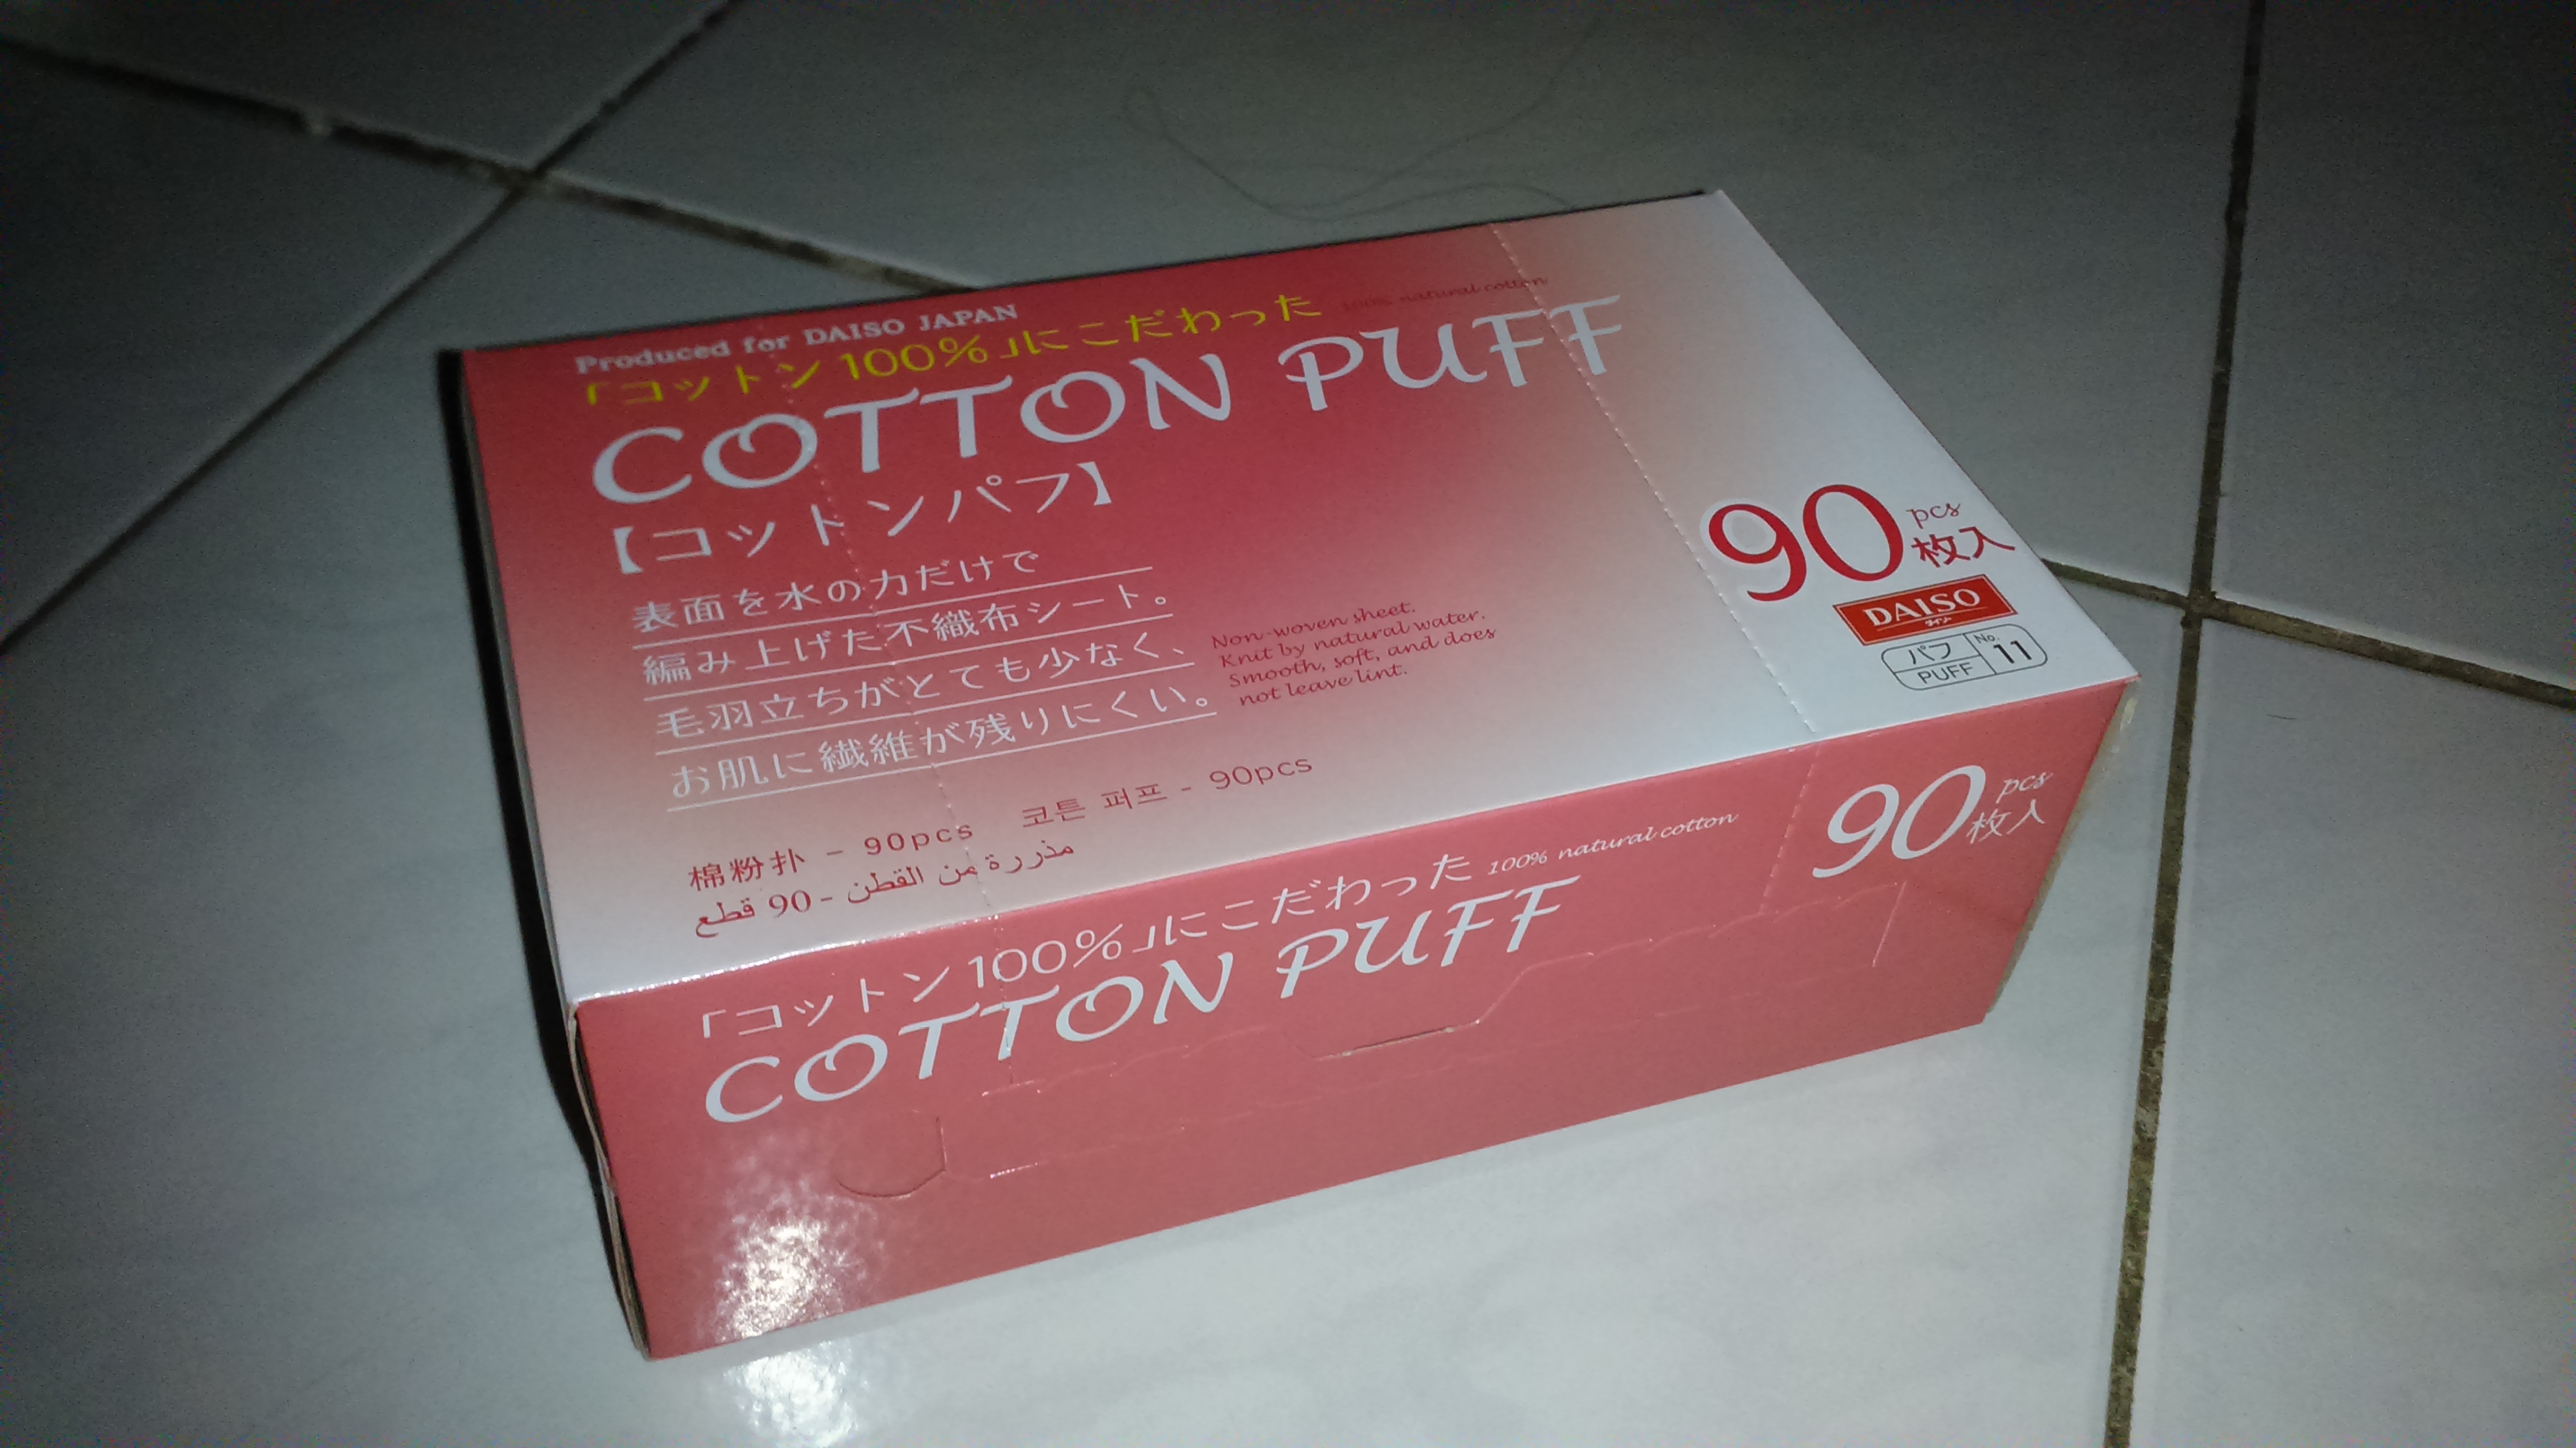 Produced for DAISO JAPAN
「コットン100%」にこだわった 100% natural cotton
COTTON PUFF
【コットンパフ】
表面を水の力だけで
編み上げた不織布シート。
毛羽立ちがとても少なく、
お肌に繊維が残りにくい。
Non-woven sheet.
Knit by natural water.
Smooth, soft, and does
not leave lint.
棉粉扑 - 90pcs 코튼 퍼프 - 90pcs
مذررة من القطن - 90 قطع
90 pcs
枚入
DAISO
ダイソー
パフ
PUFF
No.
11
「コットン100%」にこだわった 100% natural cotton
COTTON PUFF
90 pcs
枚入